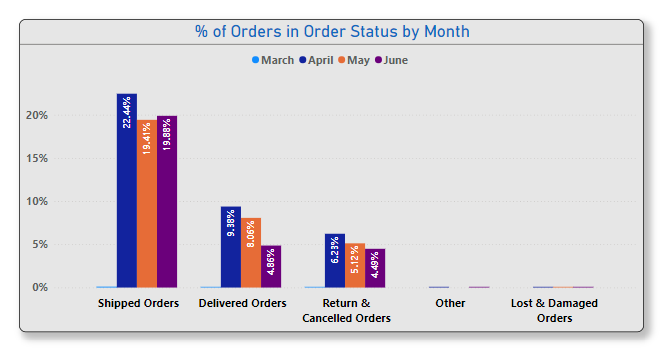 % of Orders in Order Status by Month
March April May June
20%
15%
10%
5%
0%
22.44%
19.41%
19.88%
9.38%
8.06%
4.86%
6.23%
5.12%
4.49%
Shipped Orders
Delivered Orders
Return &
Cancelled Orders
Other
Lost & Damaged
Orders